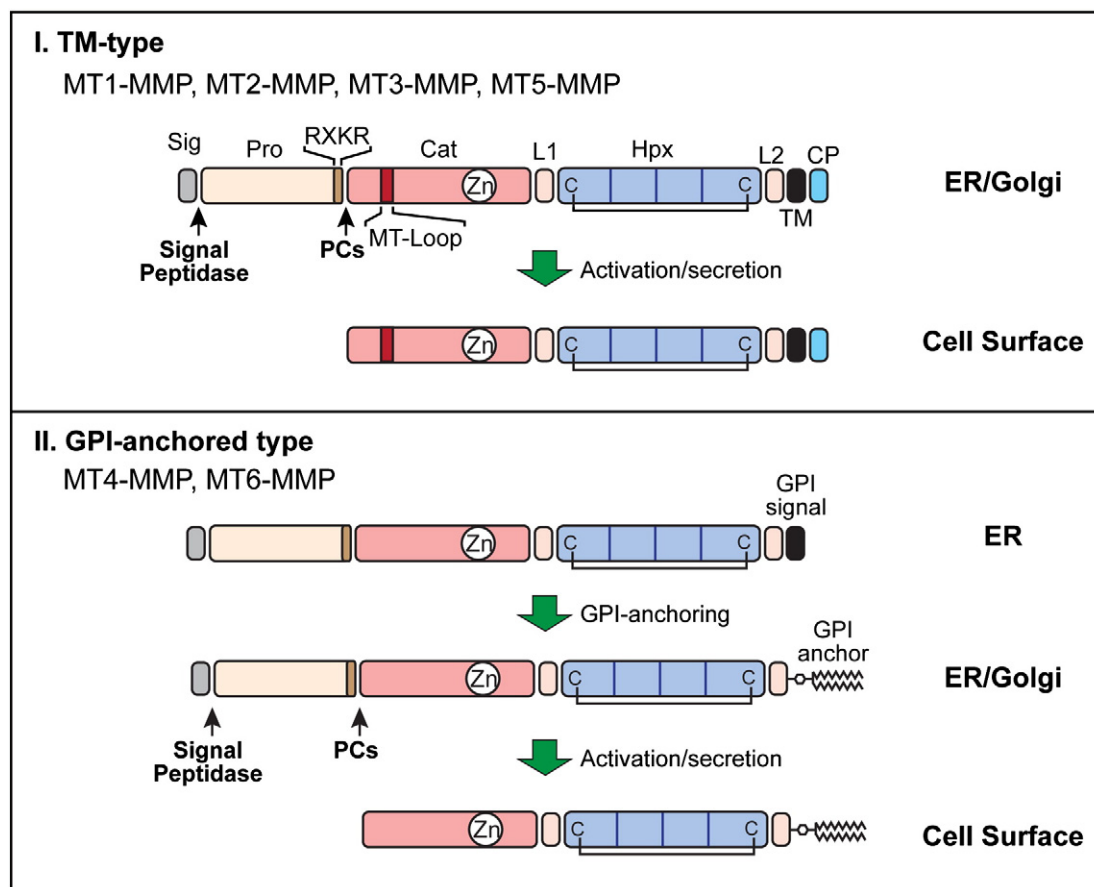 I. TM-type
MT1-MMP, MT2-MMP, MT3-MMP, MT5-MMP
Sig
Pro
RXKR
Cat
L1
Hpx
L2
CP
Zn
C
C
TM
ER/Golgi
Signal
Peptidase
PCs
MT-Loop
Activation/secretion
Zn
C
C
Cell Surface
II. GPI-anchored type
MT4-MMP, MT6-MMP
GPI
signal
Zn
C
C
ER
GPI-anchoring
GPI
anchor
Zn
C
C
ER/Golgi
Signal
Peptidase
PCs
Activation/secretion
Zn
C
C
Cell Surface